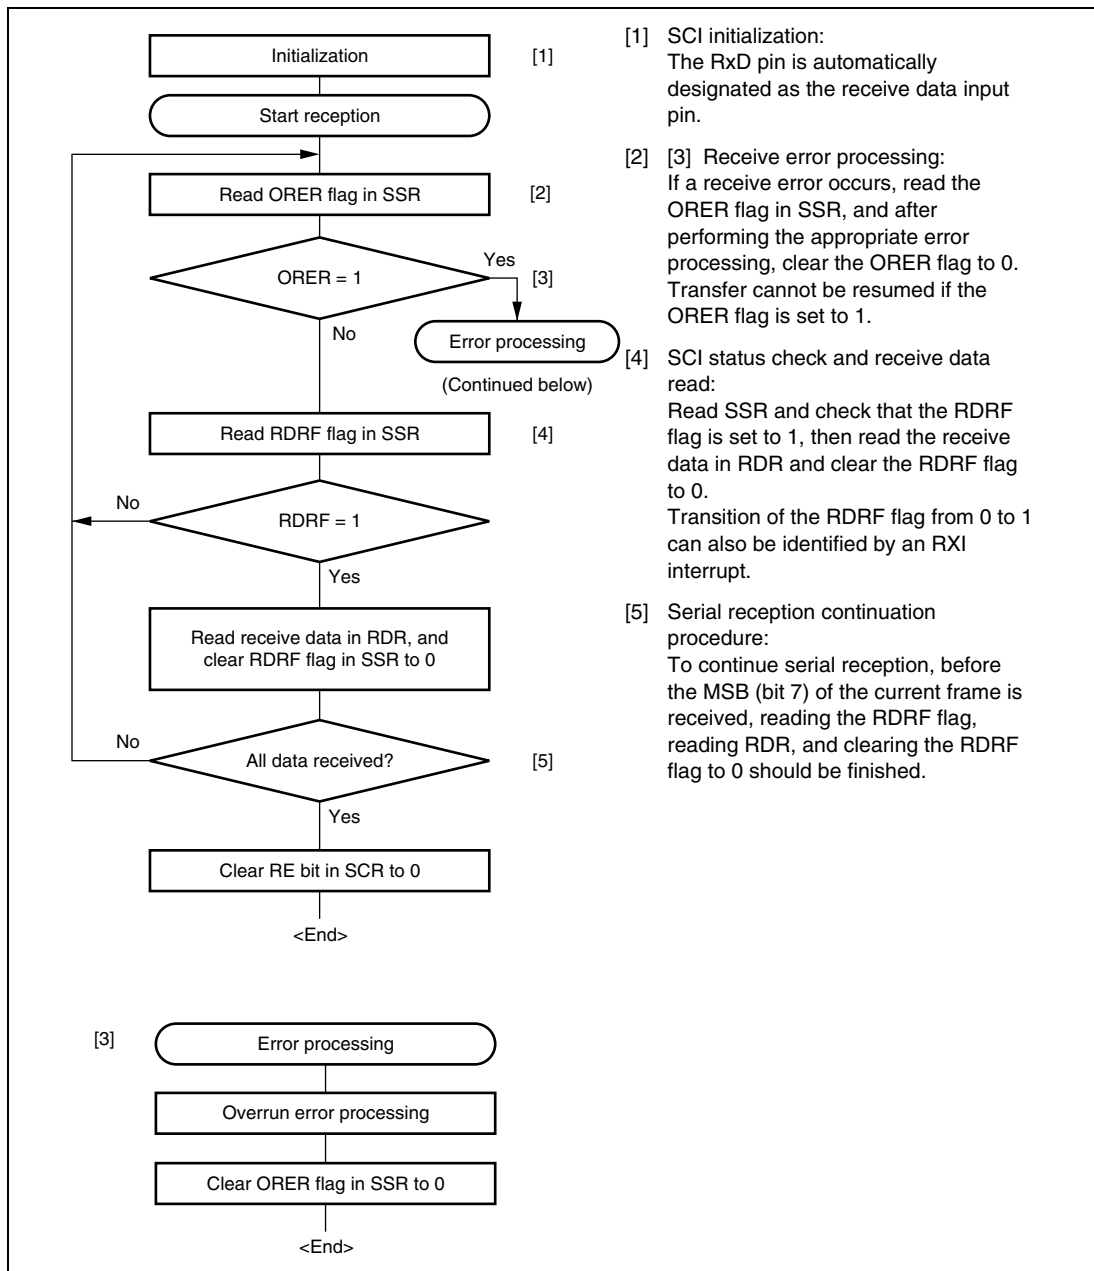 Initialization
[1]
Start reception
Read ORER flag in SSR
[2]
Yes
ORER = 1
[3]
No
Error processing
(Continued below)
Read RDRF flag in SSR
[4]
No
RDRF = 1
Yes
Read receive data in RDR, and
clear RDRF flag in SSR to 0
No
All data received?
[5]
Yes
Clear RE bit in SCR to 0
<End>
[3]
Error processing
Overrun error processing
Clear ORER flag in SSR to 0
<End>
[1] SCI initialization:
The RxD pin is automatically
designated as the receive data input
pin.
[2] [3] Receive error processing:
If a receive error occurs, read the
ORER flag in SSR, and after
performing the appropriate error
processing, clear the ORER flag to 0.
Transfer cannot be resumed if the
ORER flag is set to 1.
[4] SCI status check and receive data
read:
Read SSR and check that the RDRF
flag is set to 1, then read the receive
data in RDR and clear the RDRF flag
to 0.
Transition of the RDRF flag from 0 to 1
can also be identified by an RXI
interrupt.
[5] Serial reception continuation
procedure:
To continue serial reception, before
the MSB (bit 7) of the current frame is
received, reading the RDRF flag,
reading RDR, and clearing the RDRF
flag to 0 should be finished.